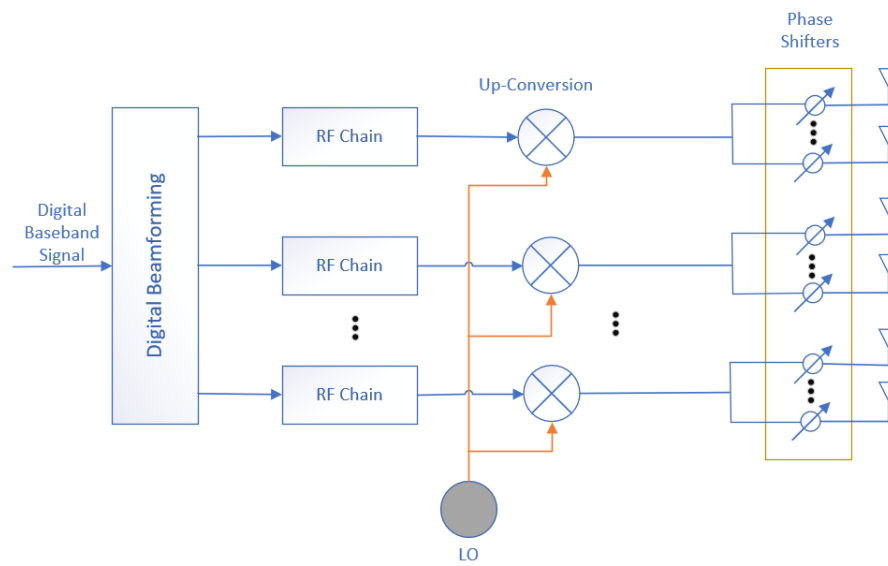 Phase
Shifters
Up-Conversion
RF Chain
Digital
Baseband
Signal
Digital Beamforming
RF Chain
RF Chain
LO